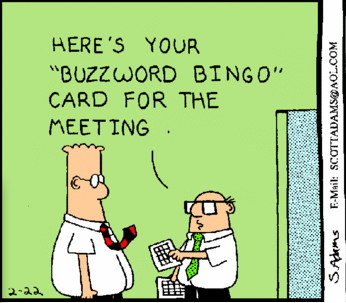 HERE'S YOUR
"BUZZWORD BINGO"
CARD FOR THE
MEETING.
2-22
S. Adams
E-Mail: SCOTTADAMS@AOL.COM